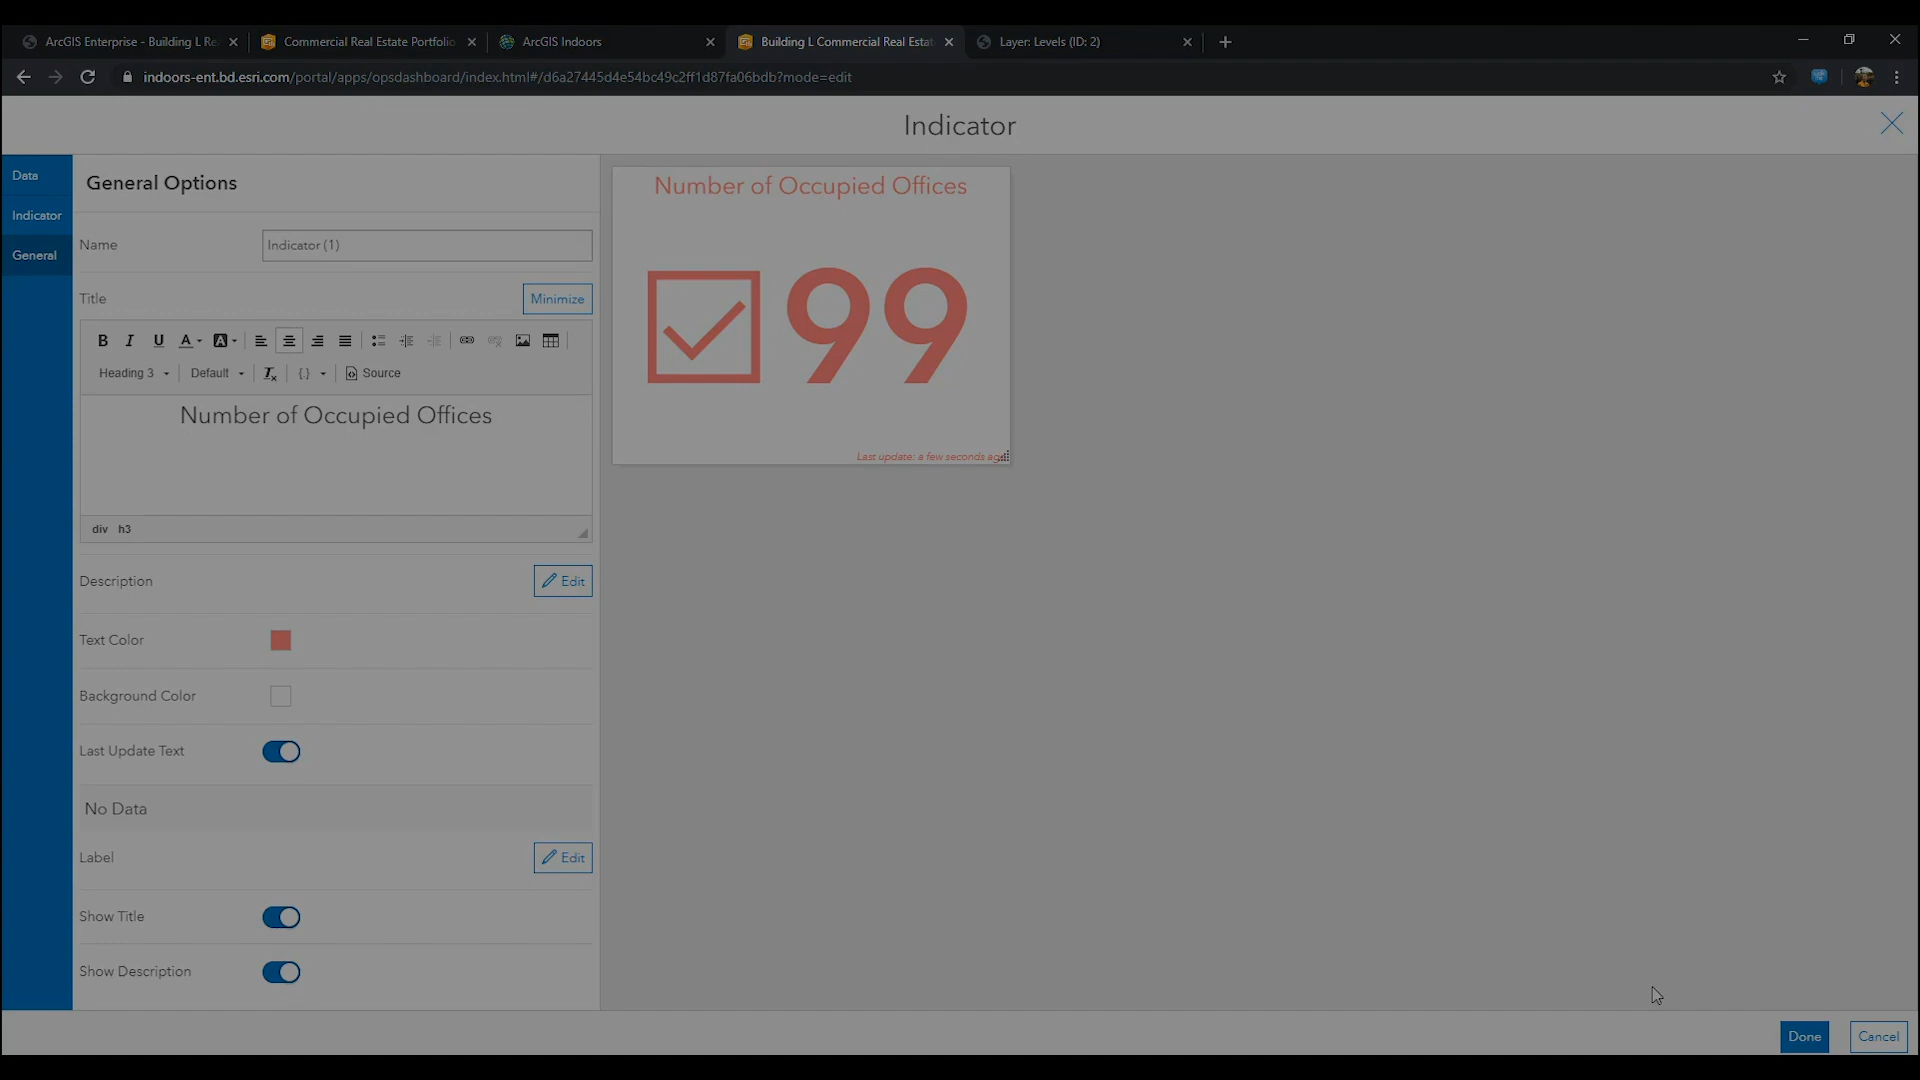 ArcGIS Enterprise - Building L Re
Commercial Real Estate Portfolio
ArcGIS Indoors
Building L Commercial Real Estat
Layer: Levels (ID: 2)
indoors-ent.bd.esri.com/portal/apps/opsdashboard/index.html#/d6a27445d4e54bc49c2ff1d87fa06bdb?mode=edit
Indicator
Data
Indicator
General
General Options
Name
Indicator (1)
Title
Minimize
B I U A A
Heading 3
Default
Source
Number of Occupied Offices
div h3
Description
Edit
Text Color
Background Color
Last Update Text
No Data
Label
Edit
Show Title
Show Description
Number of Occupied Offices
99
Last update: a few seconds ag
Done
Cancel